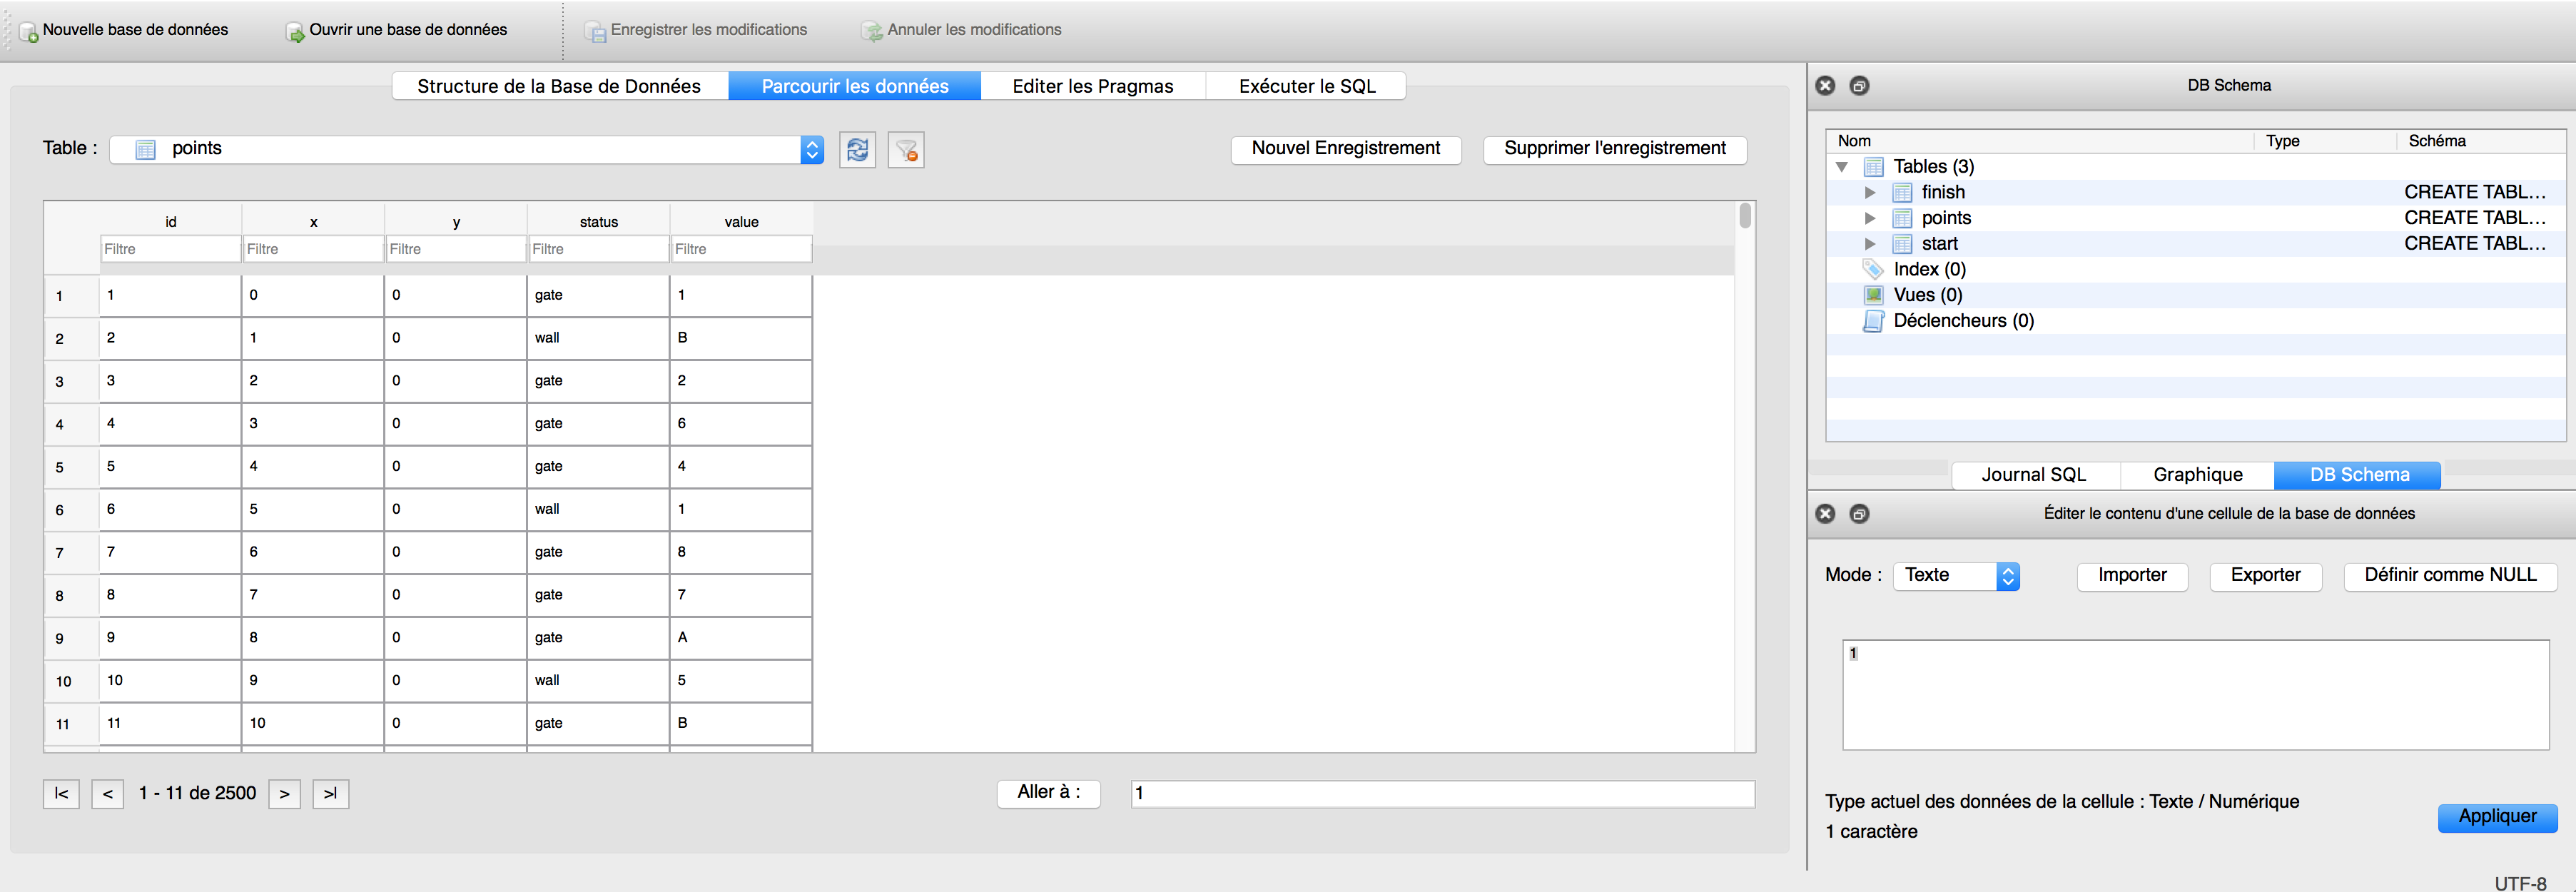 Nouvelle base de données Ouvrir une base de données Enregistrer les modifications Annuler les modifications
Structure de la Base de Données Parcourir les données Editer les Pragmas Exécuter le SQL
Table : points Nouvel Enregistrement Supprimer l'enregistrement
id x y status value
Filtre Filtre Filtre Filtre Filtre
1 1 0 0 gate 1
2 2 1 0 wall B
3 3 2 0 gate 2
4 4 3 0 gate 6
5 5 4 0 gate 4
6 6 5 0 wall 1
7 7 6 0 gate 8
8 8 7 0 gate 7
9 9 8 0 gate A
10 10 9 0 wall 5
11 11 10 0 gate B
|< < 1 - 11 de 2500 > >| Aller à : 1
DB Schema
Nom Type Schéma
Tables (3)
finish CREATE TABL...
points CREATE TABL...
start CREATE TABL...
Index (0)
Vues (0)
Déclencheurs (0)
Journal SQL Graphique DB Schema
Éditer le contenu d'une cellule de la base de données
Mode : Texte Importer Exporter Définir comme NULL
1
Type actuel des données de la cellule : Texte / Numérique
1 caractère
Appliquer
UTF-8